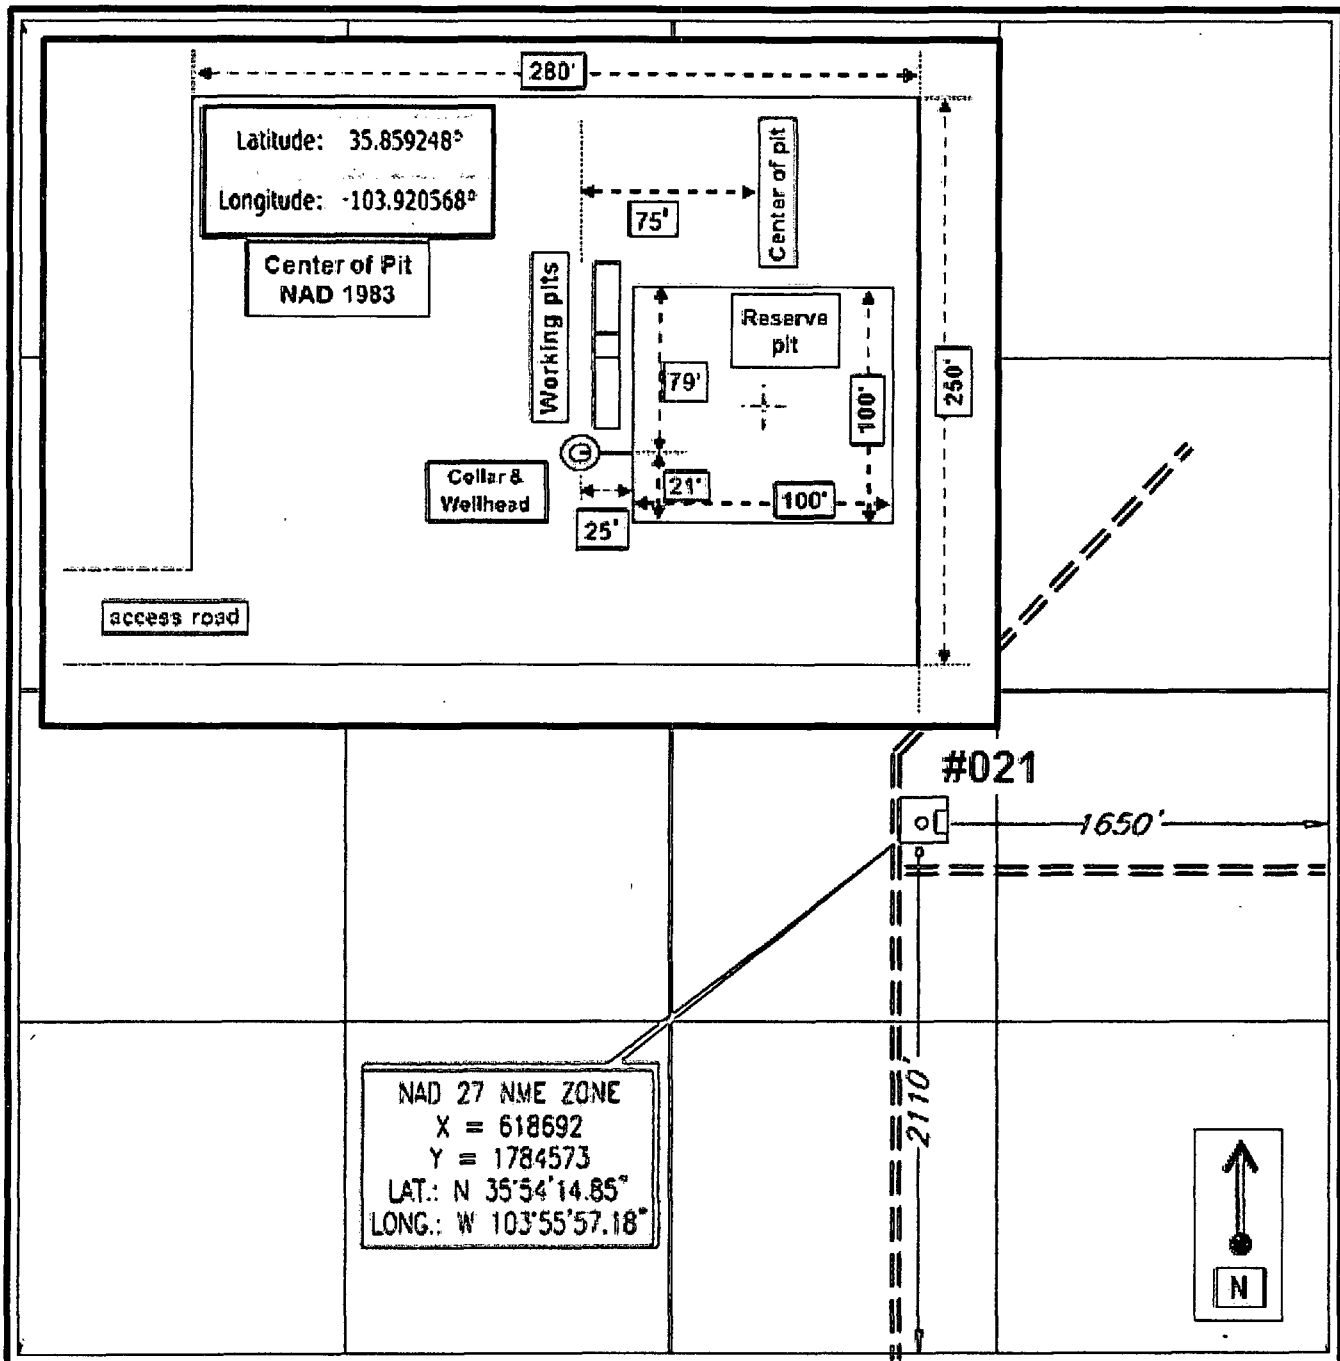 280'
Latitude: 35.859248°
Longitude: -103.920568°
Center of Pit
NAD 1983
Center of pit
75'
Working pits
Reserve
pit
79'
100'
250'
Cellar &
Wellhead
21'
100'
25'
access road
#021
1650'
2110'
NAD 27 NME ZONE
X = 618692
Y = 1784573
LAT.: N 35°54'14.85"
LONG.: W 103°55'57.18"
N